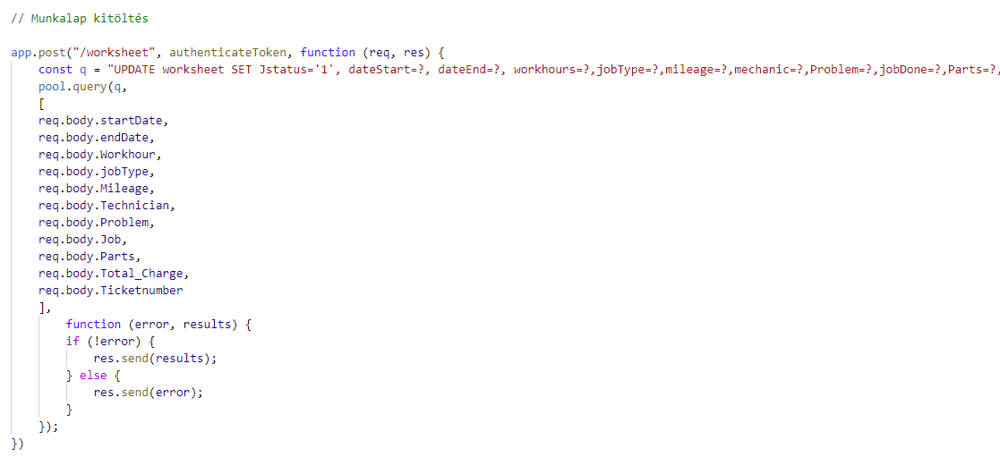 // Munkalap kitöltés
app.post("/worksheet", authenticateToken, function (req, res) {
const q = "UPDATE worksheet SET Jstatus='1', dateStart=?, dateEnd=?, workhours=?,jobType=?,mileage=?,mechanic=?,Problem=?,jobDone=?,Parts=?,
pool.query(q,
[
req.body.startDate,
req.body.endDate,
req.body.Workhour,
req.body.jobType,
req.body.Mileage,
req.body.Technician,
req.body.Problem,
req.body.Job,
req.body.Parts,
req.body.Total_Charge,
req.body.Ticketnumber
],
function (error, results) {
if (!error) {
res.send(results);
} else {
res.send(error);
}
});
})